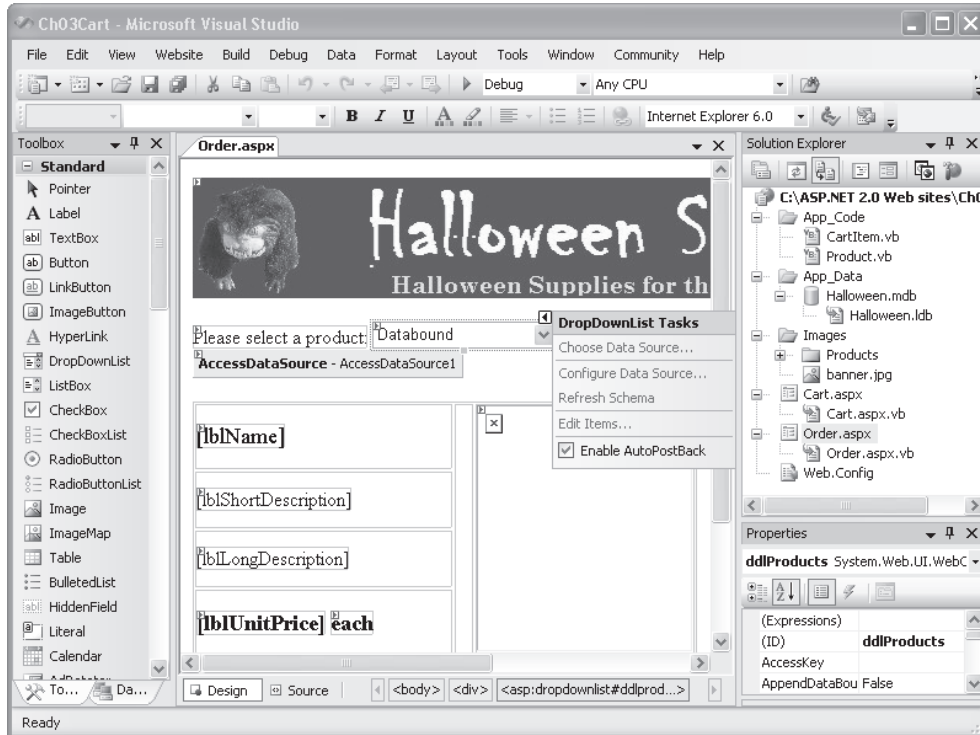 Ch03Cart - Microsoft Visual Studio
File Edit View Website Build Debug Data Format Layout Tools Window Community Help
Debug Any CPU
B I U A Internet Explorer 6.0
Toolbox
Standard
Pointer
A Label
abl TextBox
ab Button
ab LinkButton
ImageButton
A HyperLink
DropDownList
ListBox
CheckBox
CheckBoxList
RadioButton
RadioButtonList
Image
ImageMap
Table
BulletedList
abl HiddenField
Literal
Calendar
AdRotator
To... Da...
Order.aspx
Halloween S
Halloween Supplies for th
Please select a product:
Databound
AccessDataSource - AccessDataSource1
DropDownList Tasks
Choose Data Source...
Configure Data Source...
Refresh Schema
Edit Items...
Enable AutoPostBack
[lblName]
[lblShortDescription]
[lblLongDescription]
[lblUnitPrice] each
Design Source <body> <div> <asp:dropdownlist#ddlprod...>
Solution Explorer
C:\ASP.NET 2.0 Web sites\Ch0
App_Code
CartItem.vb
Product.vb
App_Data
Halloween.mdb
Halloween.ldb
Images
Products
banner.jpg
Cart.aspx
Cart.aspx.vb
Order.aspx
Order.aspx.vb
Web.Config
Properties
ddlProducts System.Web.UI.WebC
(Expressions)
(ID) ddlProducts
AccessKey
AppendDataBou False
Ready